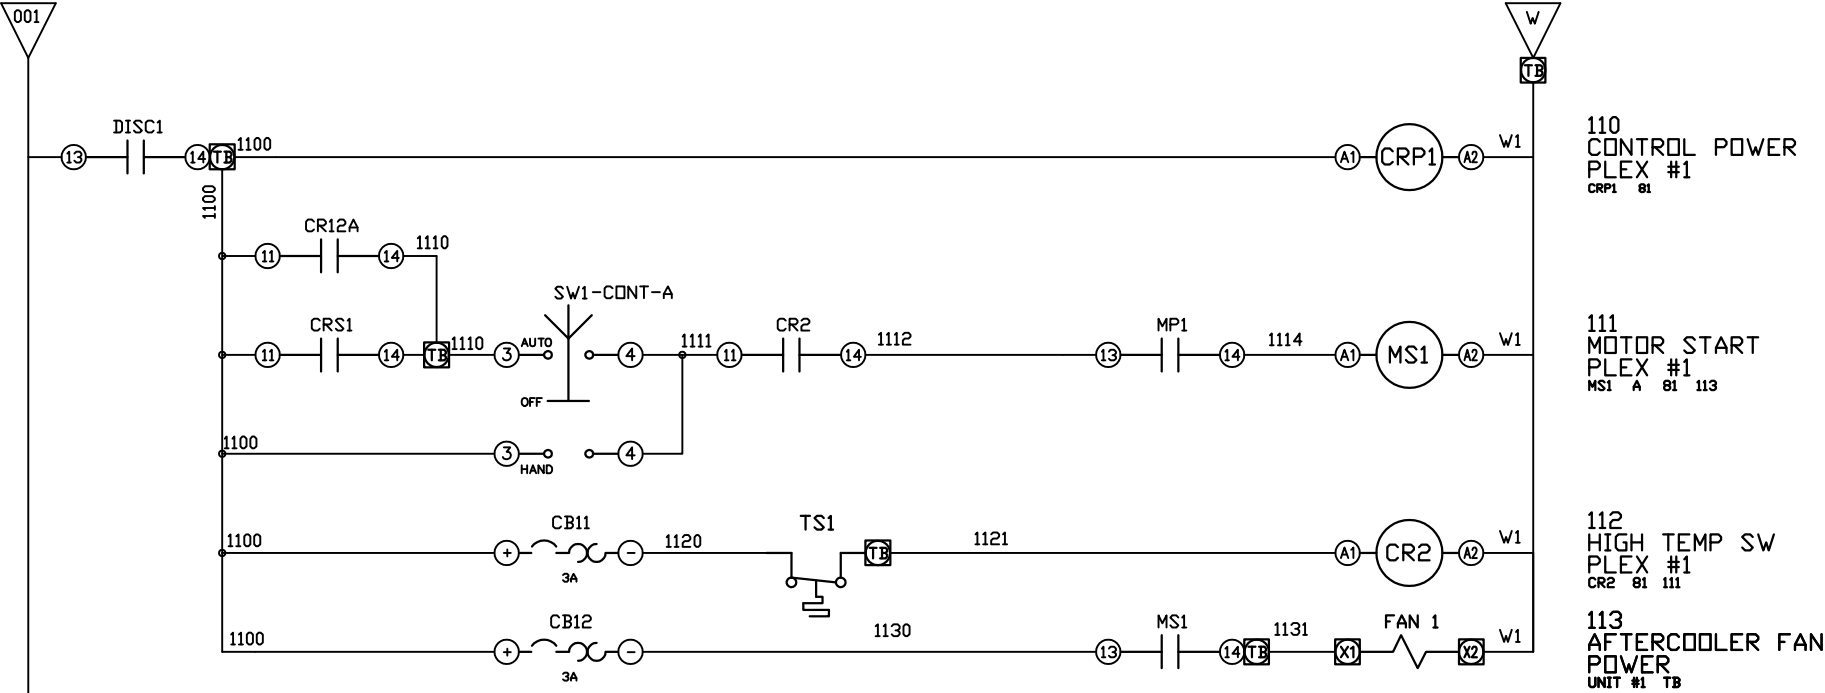 001
W
TB
DISC1
13
14
TB
1100
A1
CRP1
A2
W1
110
CONTROL POWER
PLEX #1
CRP1 81
1100
CR12A
11
14
1110
SW1-CONT-A
CRS1
11
14
TB
1110
3
AUTO
4
1111
11
CR2
14
1112
13
MP1
14
1114
A1
MS1
A2
W1
111
MOTOR START
PLEX #1
MS1 A 81 113
OFF
1100
3
HAND
4
1100
CB11
+
-
3A
1120
TS1
TB
1121
A1
CR2
A2
W1
112
HIGH TEMP SW
PLEX #1
CR2 81 111
1100
CB12
+
-
3A
1130
13
MS1
14
TB
1131
X1
FAN 1
X2
W1
113
AFTERCOOLER FAN
POWER
UNIT #1 TB